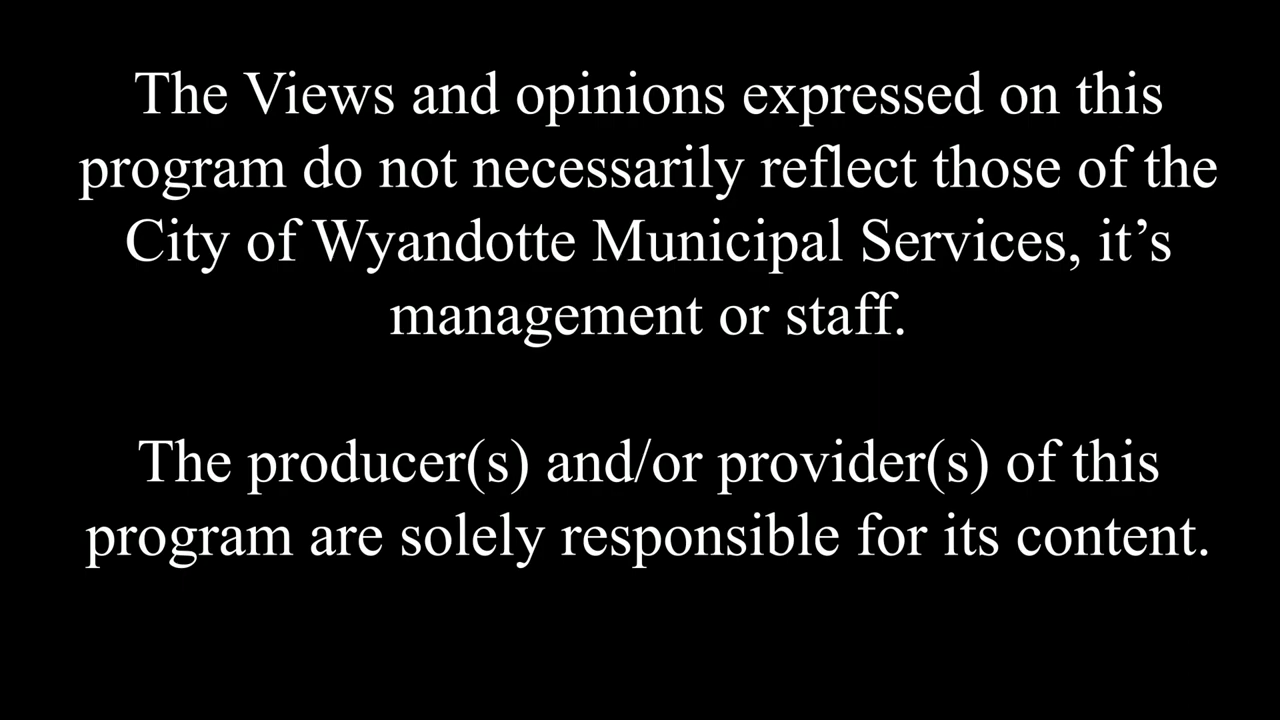 The Views and opinions expressed on this
program do not necessarily reflect those of the
City of Wyandotte Municipal Services, it’s
management or staff.
The producer(s) and/or provider(s) of this
program are solely responsible for its content.